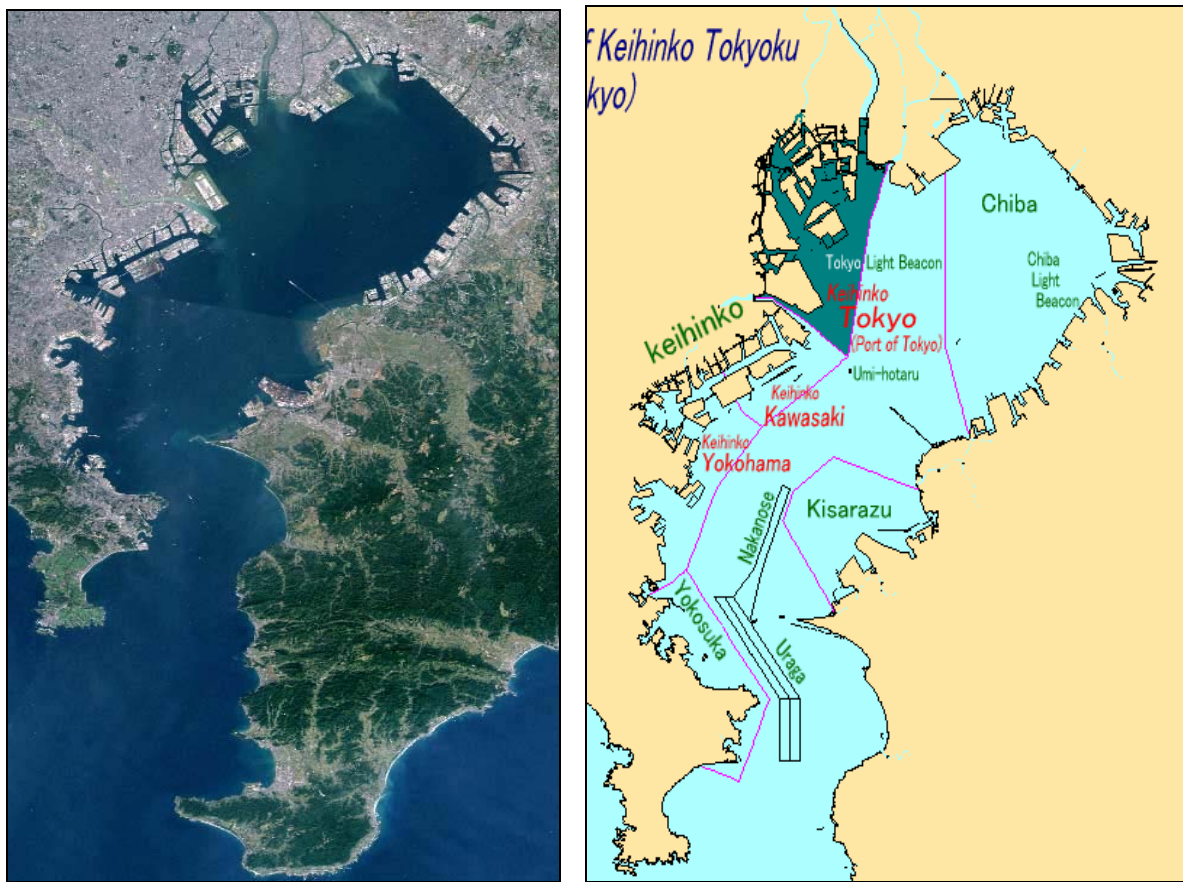 f Keihinko Tokyoku
kyo)
Chiba
Tokyo Light Beacon
Chiba
Light
Beacon
Keihinko
Tokyo
(Port of Tokyo)
keihinko
Umi-hotaru
Keihinko
Kawasaki
Keihinko
Yokohama
Nakanose
Kisarazu
Yokosuka
Uraga